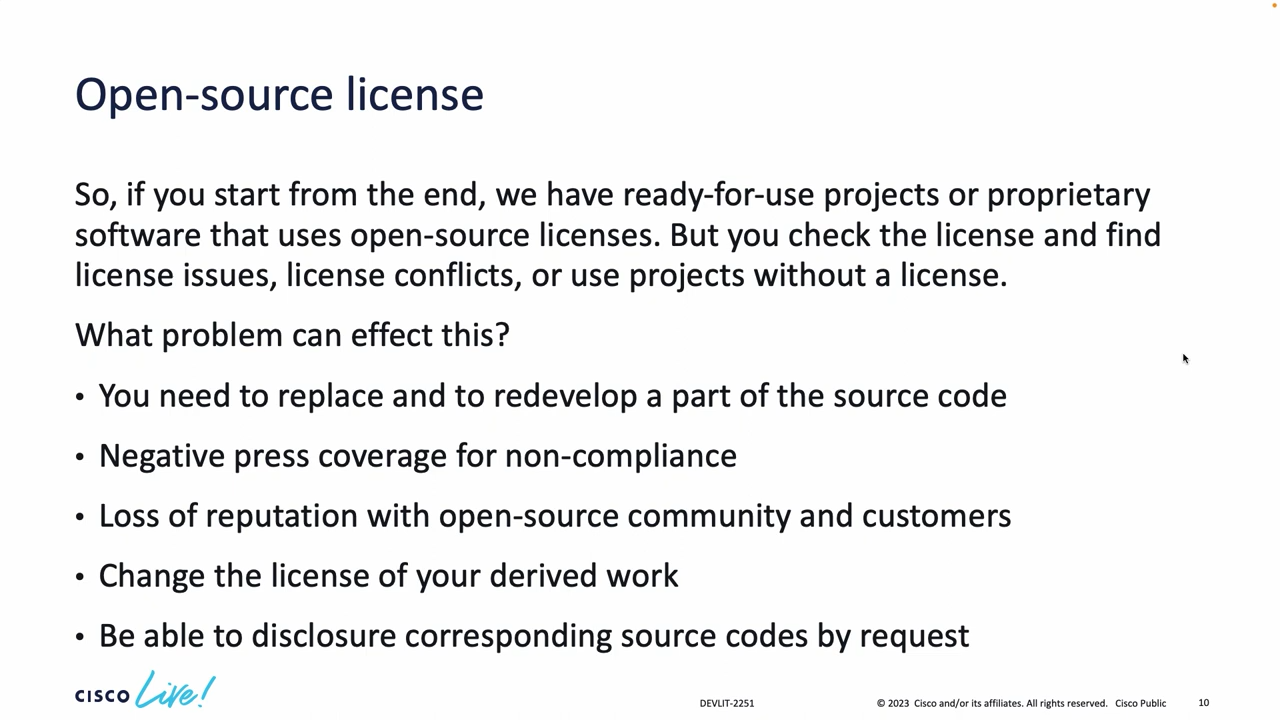 Open-source license
So, if you start from the end, we have ready-for-use projects or proprietary
software that uses open-source licenses. But you check the license and find
license issues, license conflicts, or use projects without a license.
What problem can effect this?
• You need to replace and to redevelop a part of the source code
• Negative press coverage for non-compliance
• Loss of reputation with open-source community and customers
• Change the license of your derived work
• Be able to disclosure corresponding source codes by request
CISCO Live!
DEVLIT-2251
© 2023 Cisco and/or its affiliates. All rights reserved. Cisco Public
10